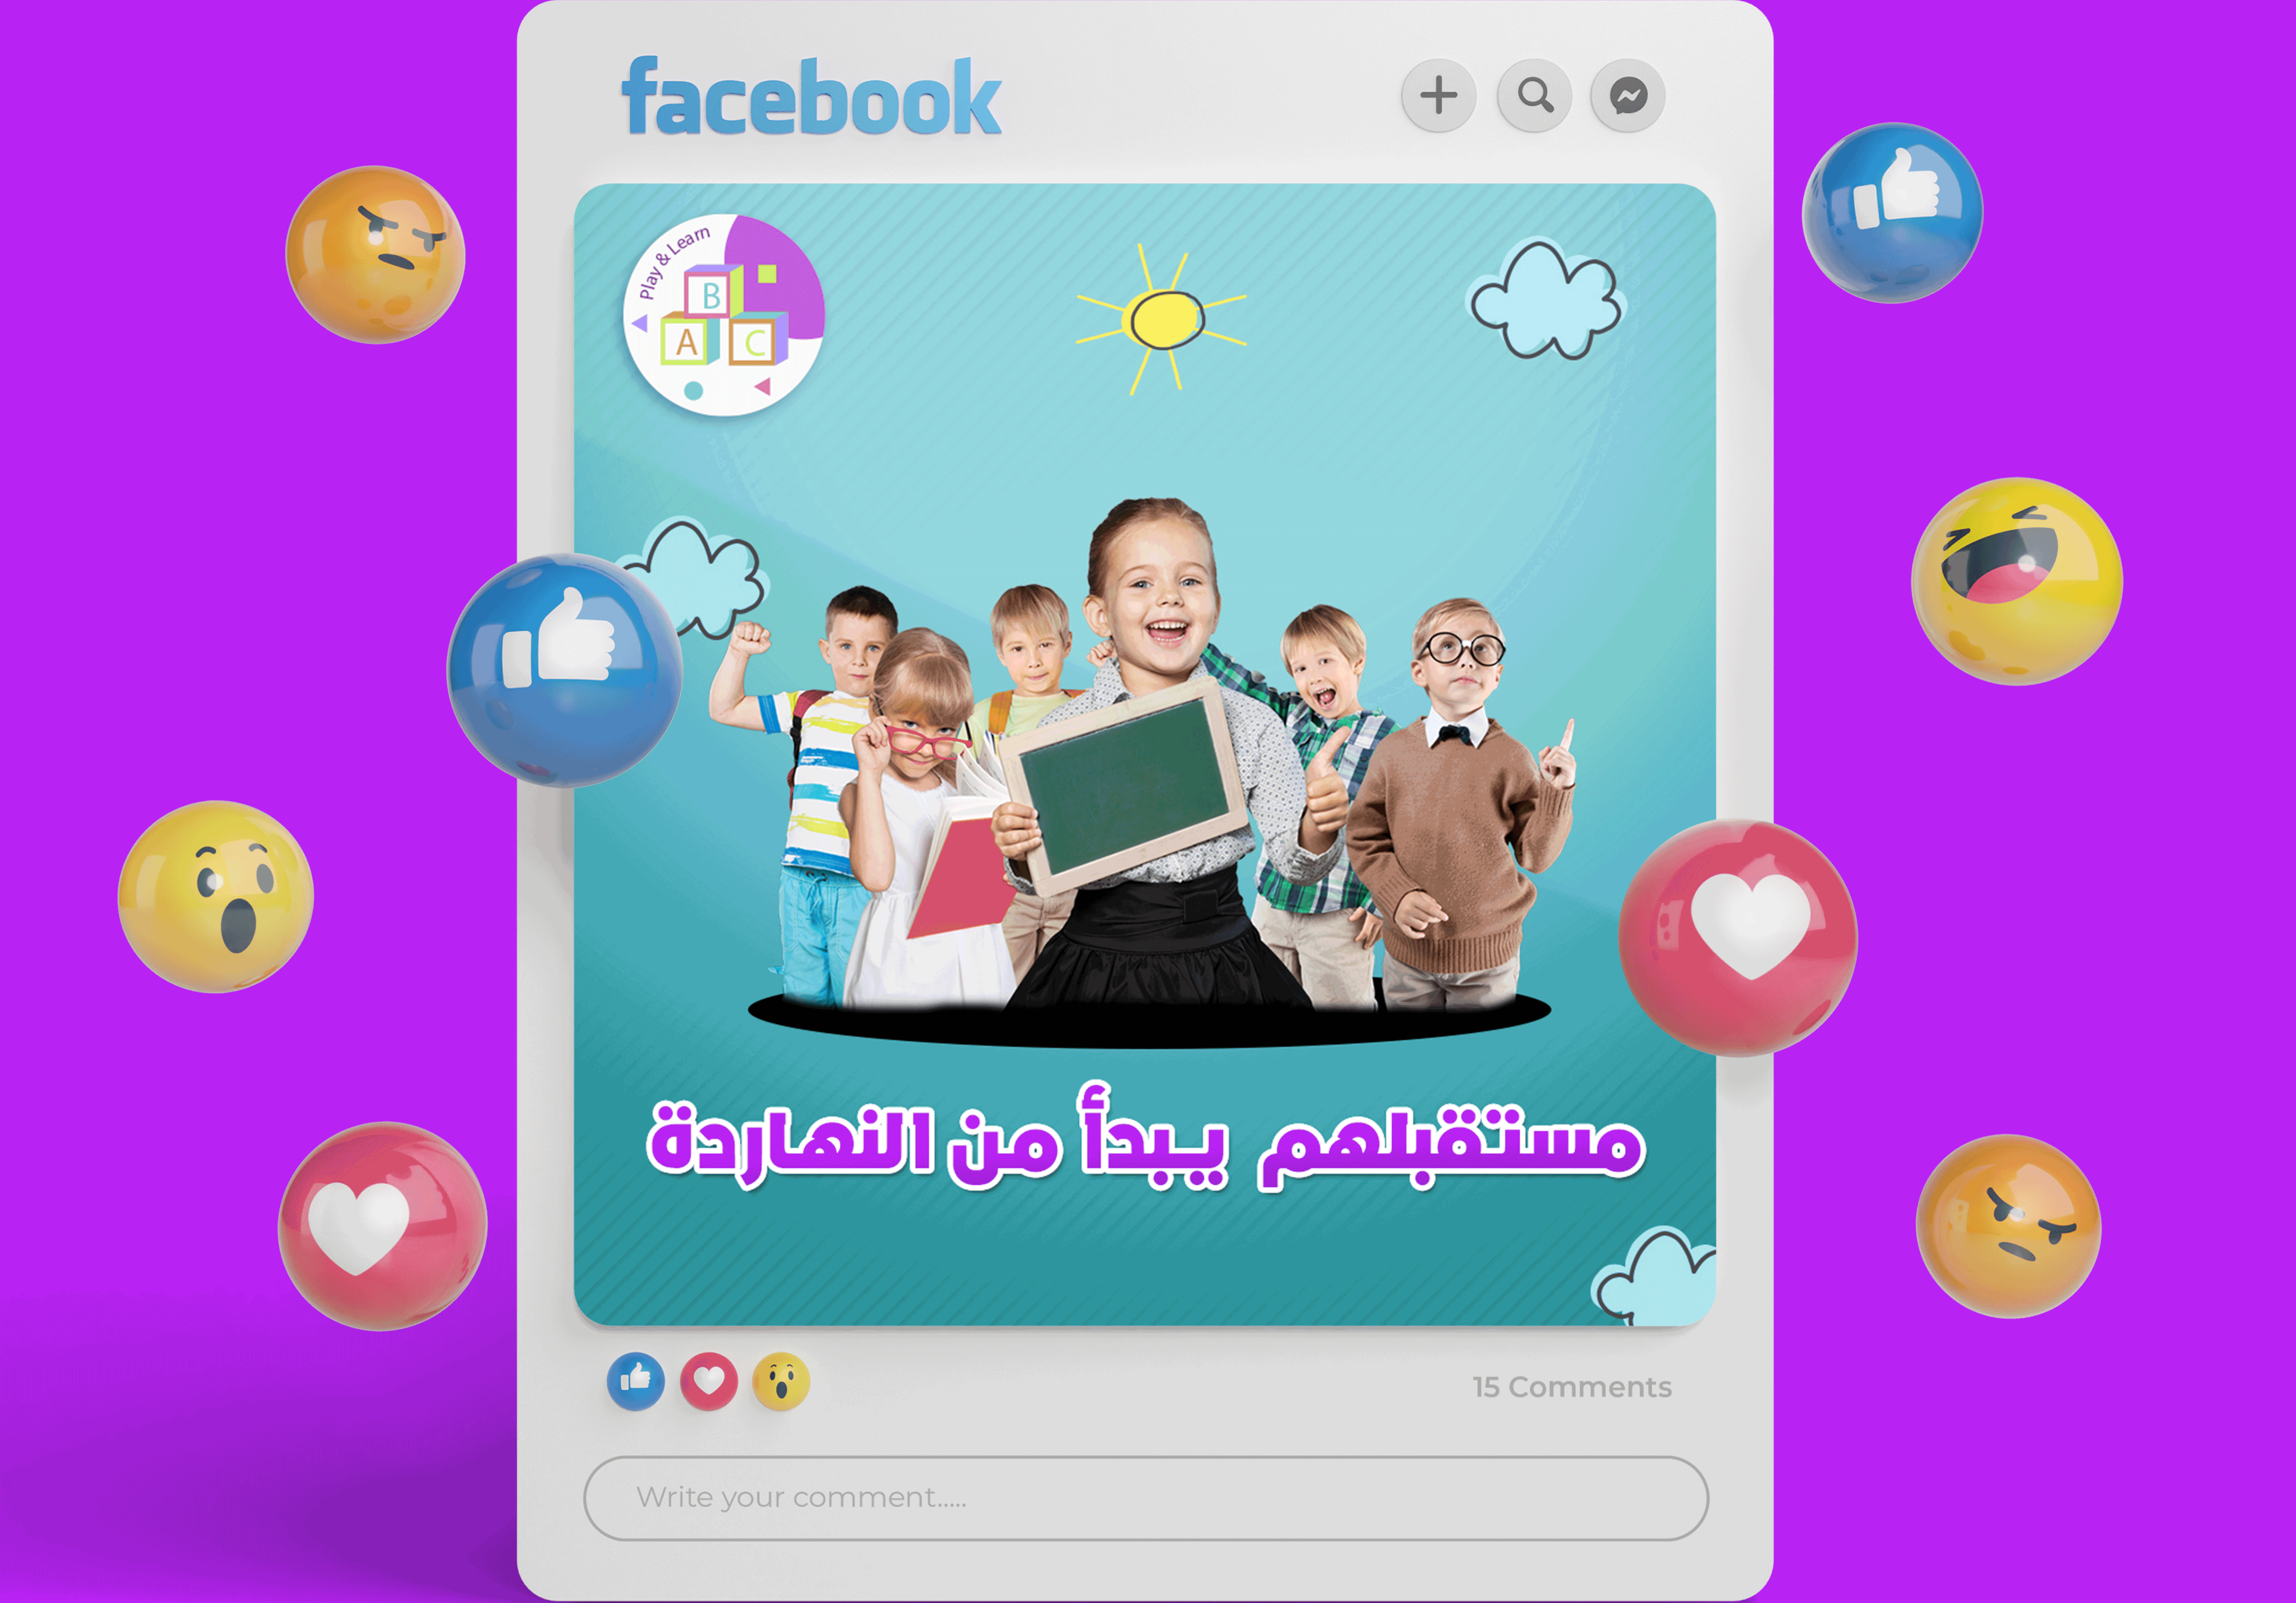 facebook
Play & Learn
B
A C
مستقبلهم يبدأ من النهاردة
15 Comments
Write your comment.....